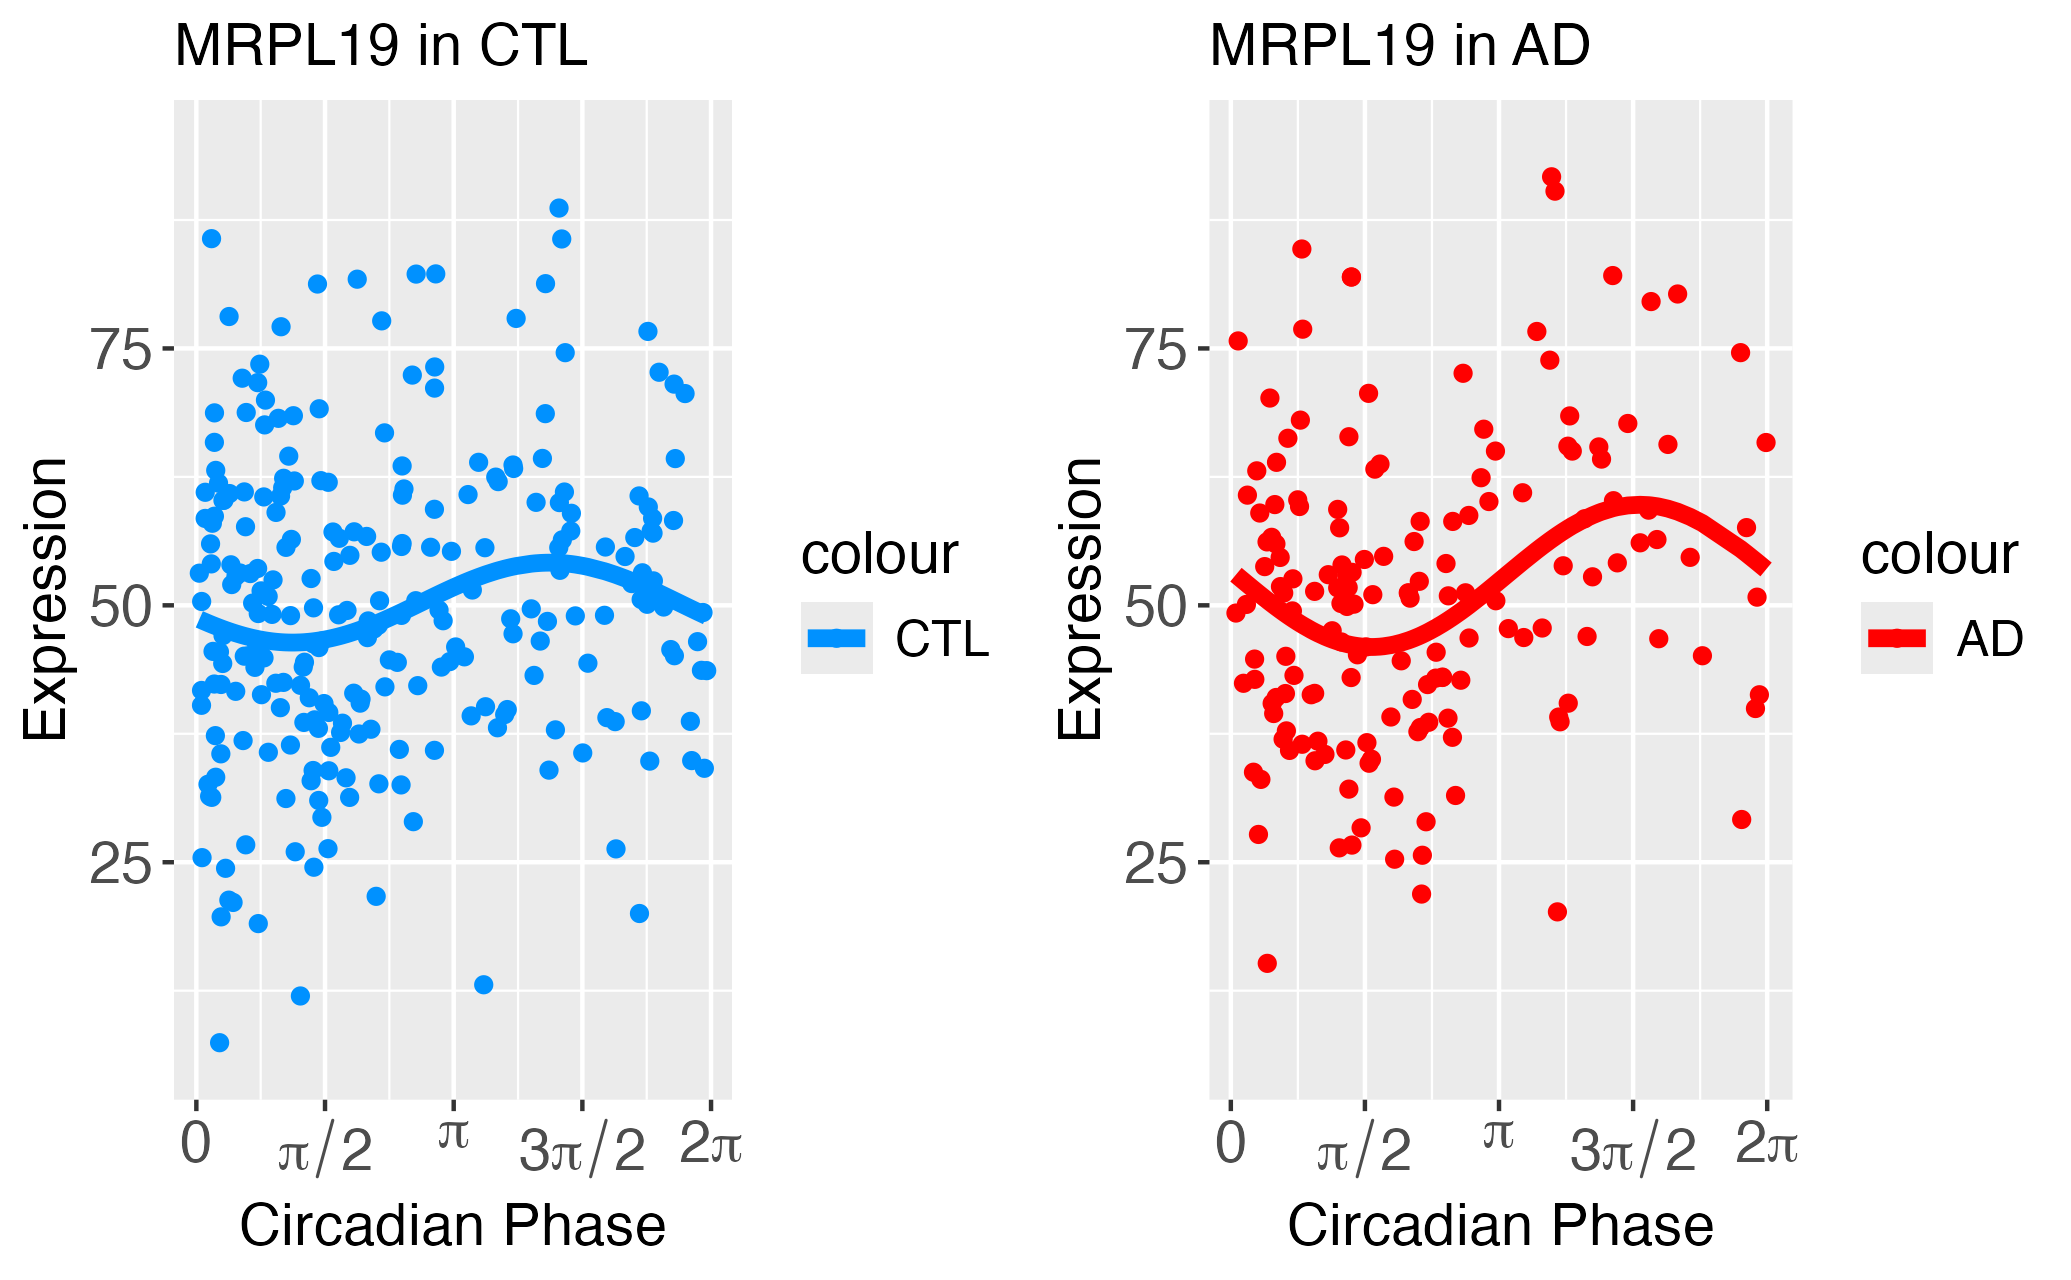 MRPL19 in CTL
Expression
75
50
25
0 π/2 π 3π/2 2π
Circadian Phase
colour
CTL
MRPL19 in AD
Expression
75
50
25
0 π/2 π 3π/2 2π
Circadian Phase
colour
AD